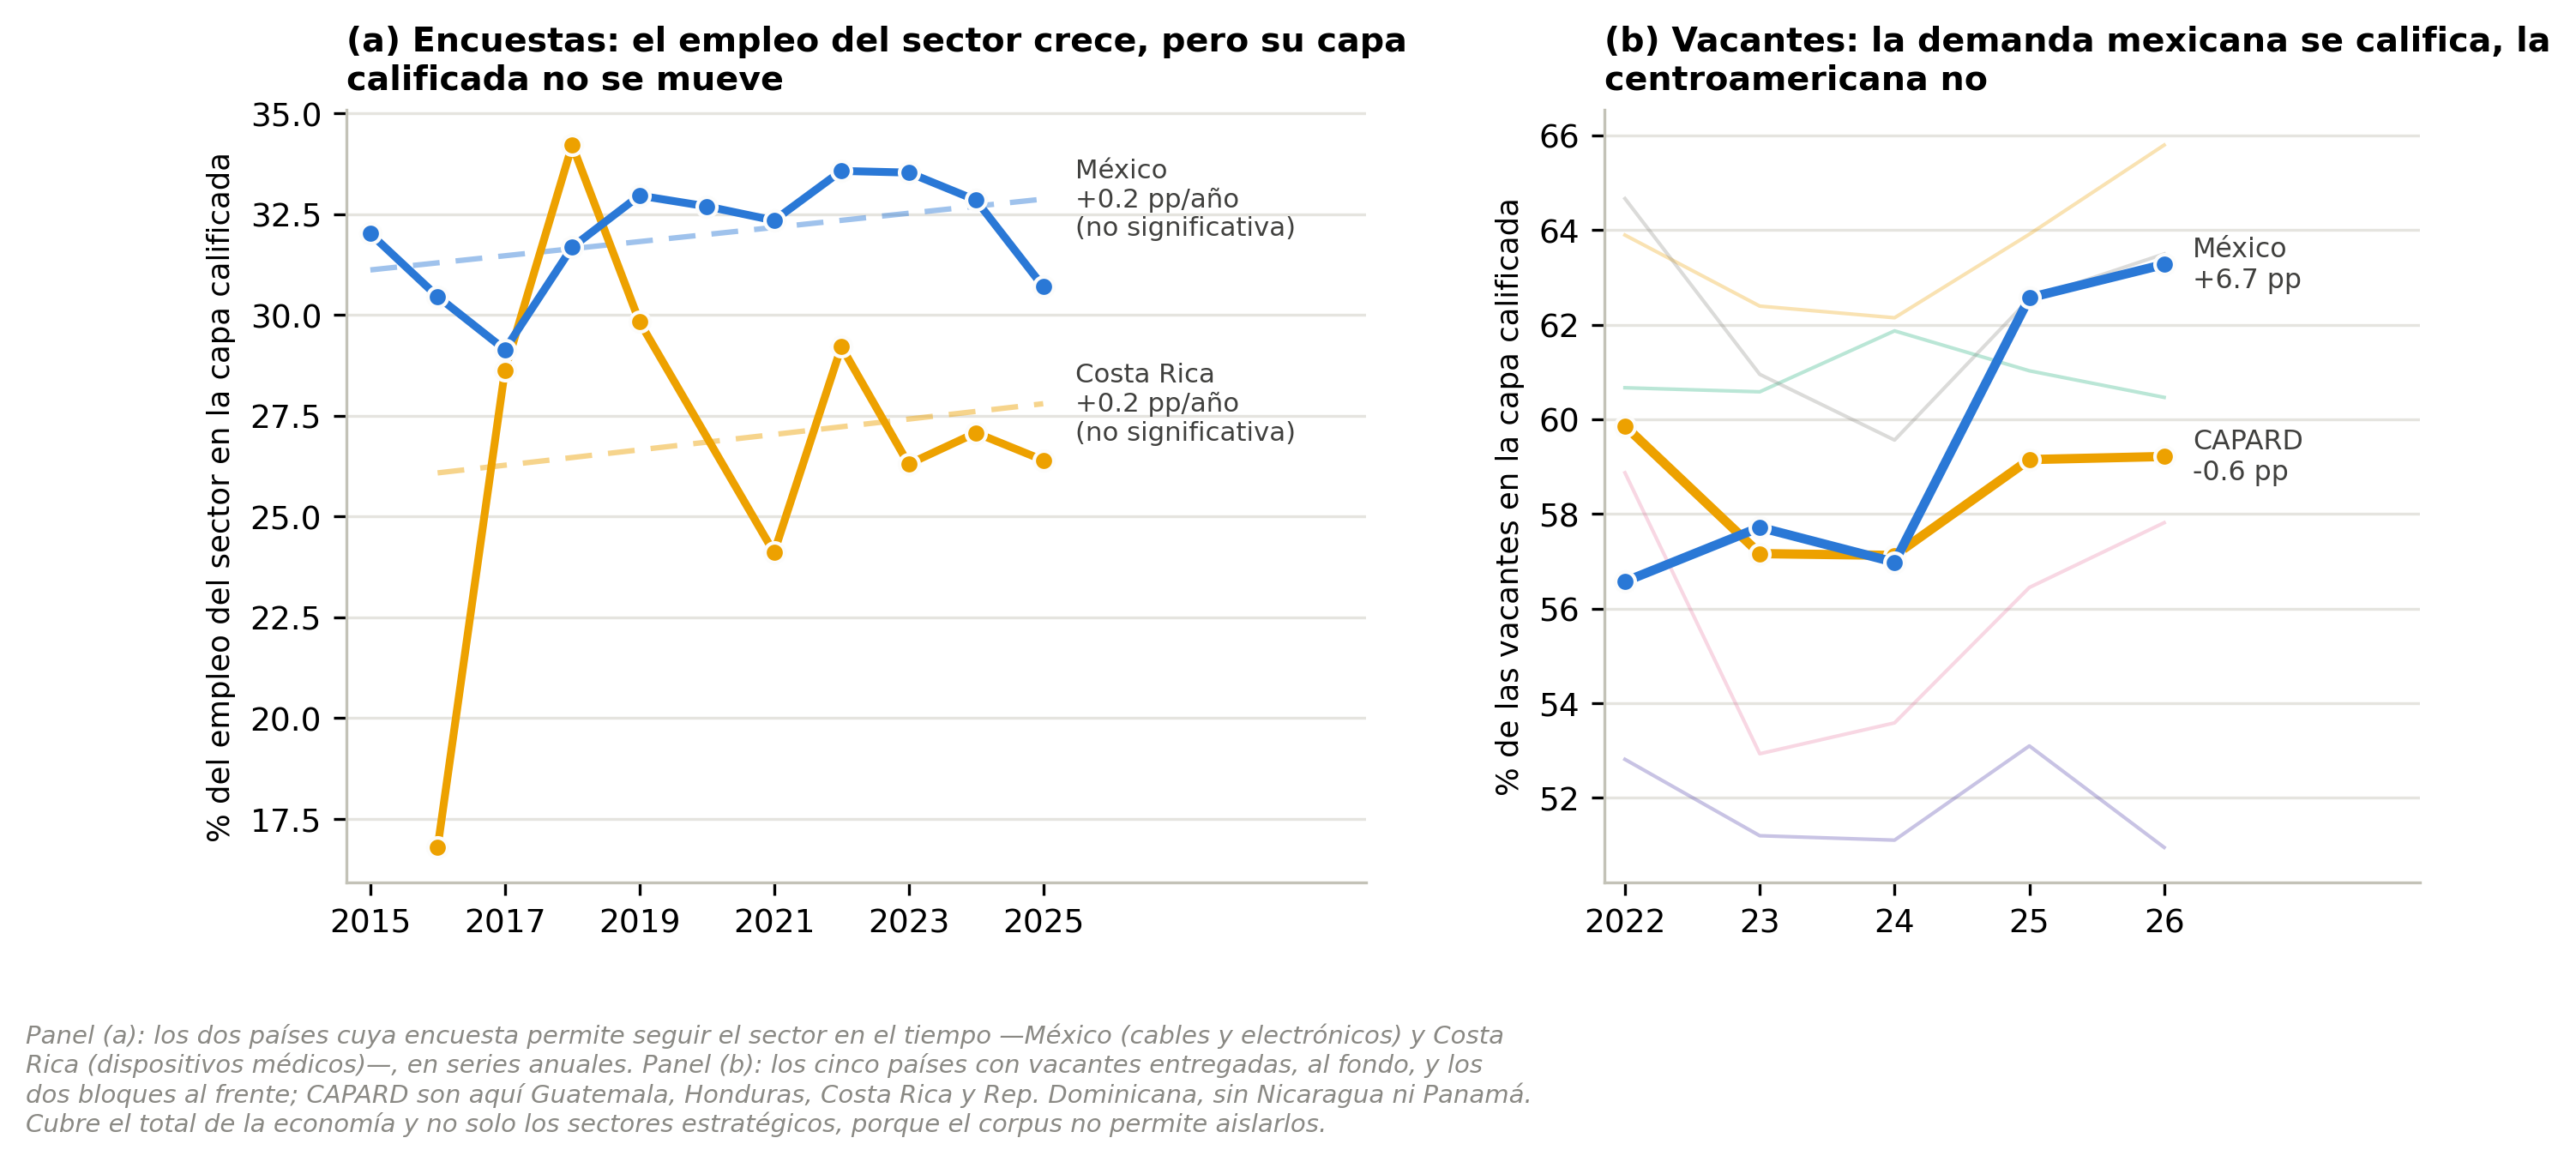 (a) Encuestas: el empleo del sector crece, pero su capa
calificada no se mueve
% del empleo del sector en la capa calificada
35.0
32.5
30.0
27.5
25.0
22.5
20.0
17.5
2015
2017
2019
2021
2023
2025
México
+0.2 pp/año
(no significativa)
Costa Rica
+0.2 pp/año
(no significativa)
(b) Vacantes: la demanda mexicana se califica, la
centroamericana no
% de las vacantes en la capa calificada
66
64
62
60
58
56
54
52
2022
23
24
25
26
México
+6.7 pp
CAPARD
-0.6 pp
Panel (a): los dos países cuya encuesta permite seguir el sector en el tiempo —México (cables y electrónicos) y Costa
Rica (dispositivos médicos)—, en series anuales. Panel (b): los cinco países con vacantes entregadas, al fondo, y los
dos bloques al frente; CAPARD son aquí Guatemala, Honduras, Costa Rica y Rep. Dominicana, sin Nicaragua ni Panamá.
Cubre el total de la economía y no solo los sectores estratégicos, porque el corpus no permite aislarlos.